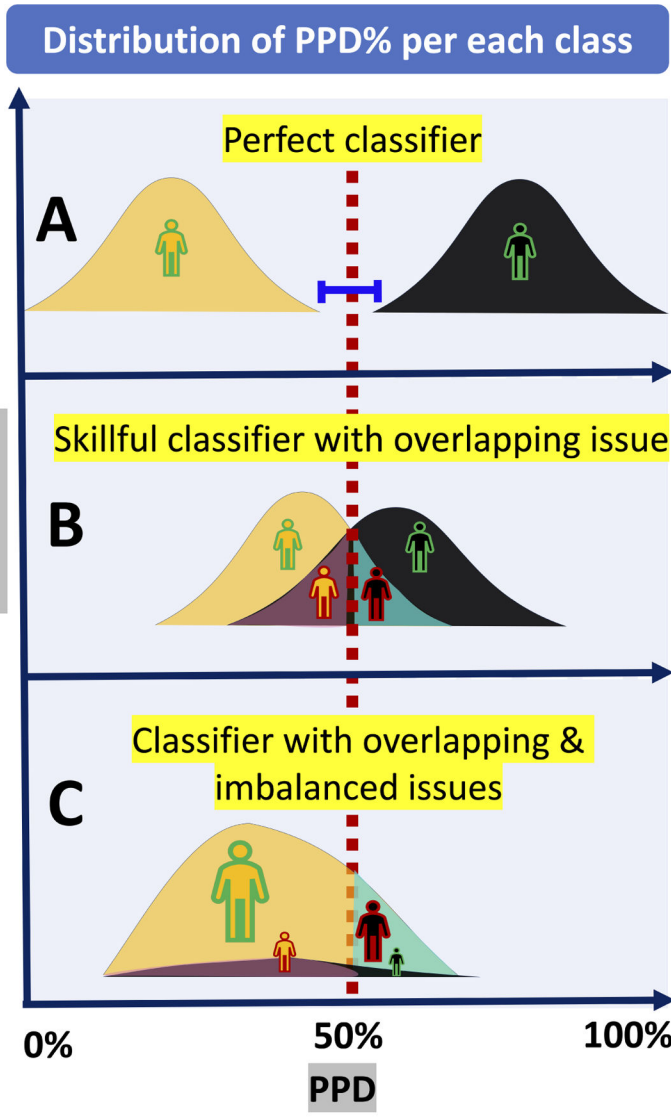 Distribution of PPD% per each class
Perfect classifier
A
Skillful classifier with overlapping issue
B
Classifier with overlapping &
imbalanced issues
C
0%
50%
100%
PPD